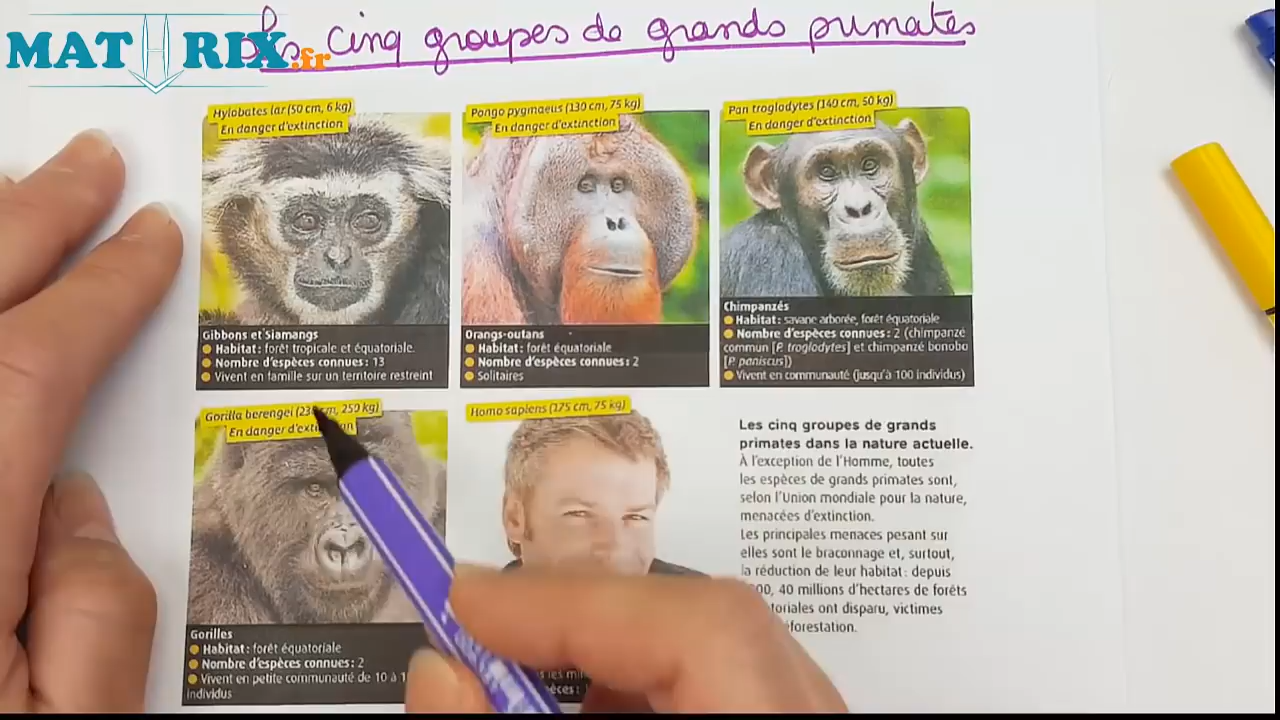 MATHRIX.fr
Les cinq groupes de grands primates
Hylobates lar (50 cm, 6 kg)
En danger d'extinction
Gibbons et Siamangs
Habitat : forêt tropicale et équatoriale.
Nombre d'espèces connues : 13
Vivent en famille sur un territoire restreint
Pongo pygmaeus (130 cm, 75 kg)
En danger d'extinction
Orangs-outans
Habitat : forêt équatoriale
Nombre d'espèces connues : 2
Solitaires
Pan troglodytes (140 cm, 50 kg)
En danger d'extinction
Chimpanzés
Habitat : savane arborée, forêt équatoriale
Nombre d'espèces connues : 2 (chimpanzé
commun [P. troglodytes] et chimpanzé bonobo
[P. paniscus])
Vivent en communauté (jusqu'à 100 individus)
Gorilla berengei (23 cm, 250 kg)
En danger
Gorilles
Habitat : forêt équatoriale
Nombre d'espèces connues : 2
Vivent en petite communauté de 10 à
individus
Homo sapiens (175 cm, 75 kg)
Les cinq groupes de grands
primates dans la nature actuelle.
À l'exception de l'Homme, toutes
les espèces de grands primates sont,
selon l'Union mondiale pour la nature,
menacées d'extinction.
Les principales menaces pesant sur
elles sont le braconnage et, surtout,
la réduction de leur habitat : depuis
40 millions d'hectares de forêts
ont disparu, victimes